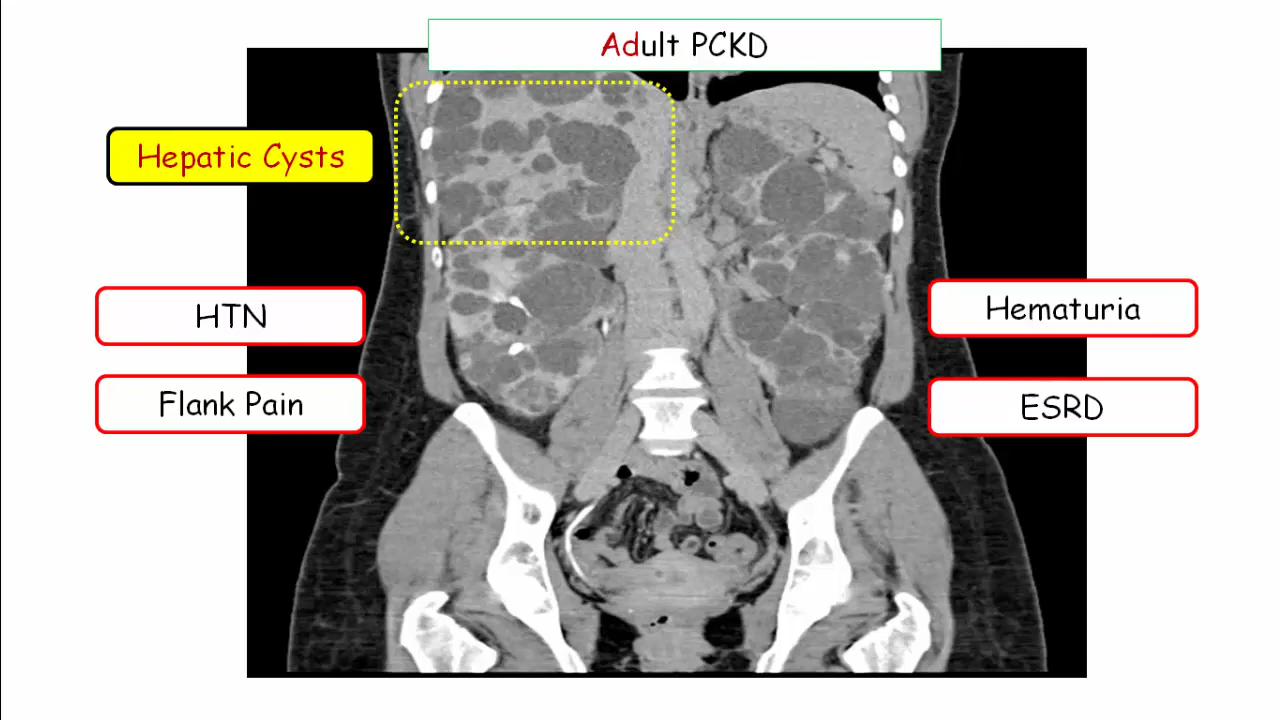 Adult PCKD
Hepatic Cysts
HTN
Flank Pain
Hematuria
ESRD